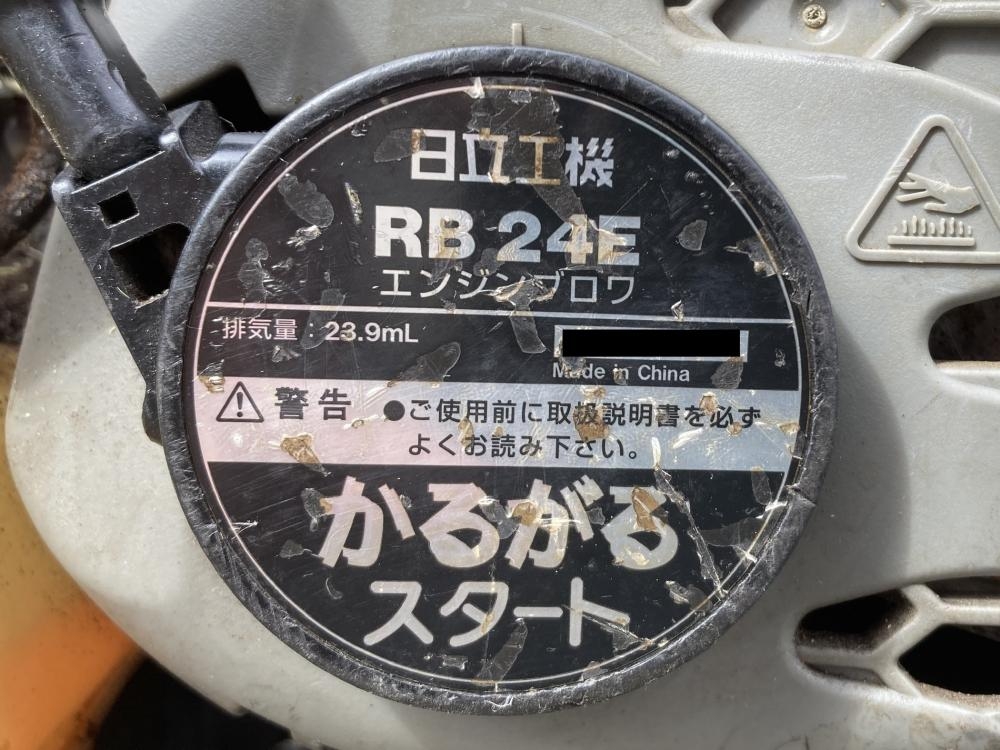 日立工機
RB 24E
エンジンブロワ
排気量：23.9mL
Made in China
警告 ●ご使用前に取扱説明書を必ず
よくお読み下さい。
かるがる
スタート